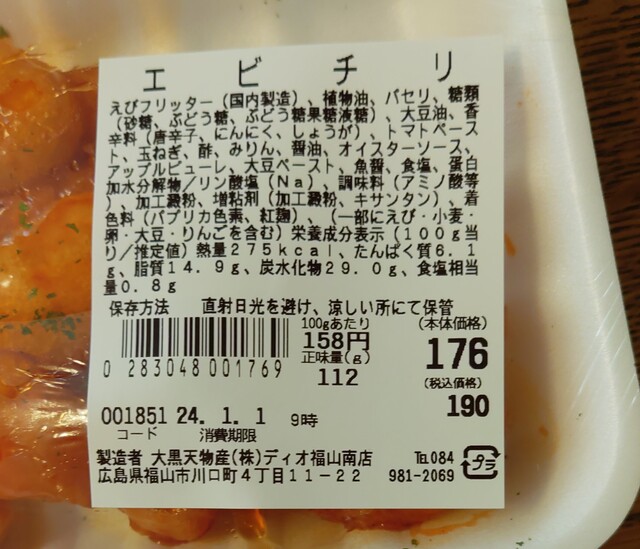 エビチリ
えびフリッター（国内製造）、植物油、パセリ、糖類
（砂糖、ぶどう糖、ぶどう糖果糖液糖）、大豆油、香
辛料（唐辛子、にんにく、しょうが）、トマトペース
ト、玉ねぎ、酢、みりん、醤油、オイスターソース、
アップルピューレ、大豆ペースト、魚醤、食塩、蛋白
加水分解物／リン酸塩（Ｎａ）、調味料（アミノ酸等
）、加工澱粉、増粘剤（加工澱粉、キサンタン）、着
色料（パプリカ色素、紅麹）、（一部にえび・小麦・
卵・大豆・りんごを含む）栄養成分表示（１００ｇ当
り／推定値）熱量２７５ｋｃａｌ、たんぱく質６.１
ｇ、脂質１４.９ｇ、炭水化物２９.０ｇ、食塩相当
量０.８ｇ
保存方法 直射日光を避け、涼しい所にて保管
100gあたり
158円
正味量(g)
112
(本体価格)
176
(税込価格)
190
0 283048 001769
001851 24. 1. 1 9時
コード 消費期限
製造者 大黒天物産(株)ディオ福山南店
広島県福山市川口町４丁目１１－２２
TEL084
981-2069
プラ